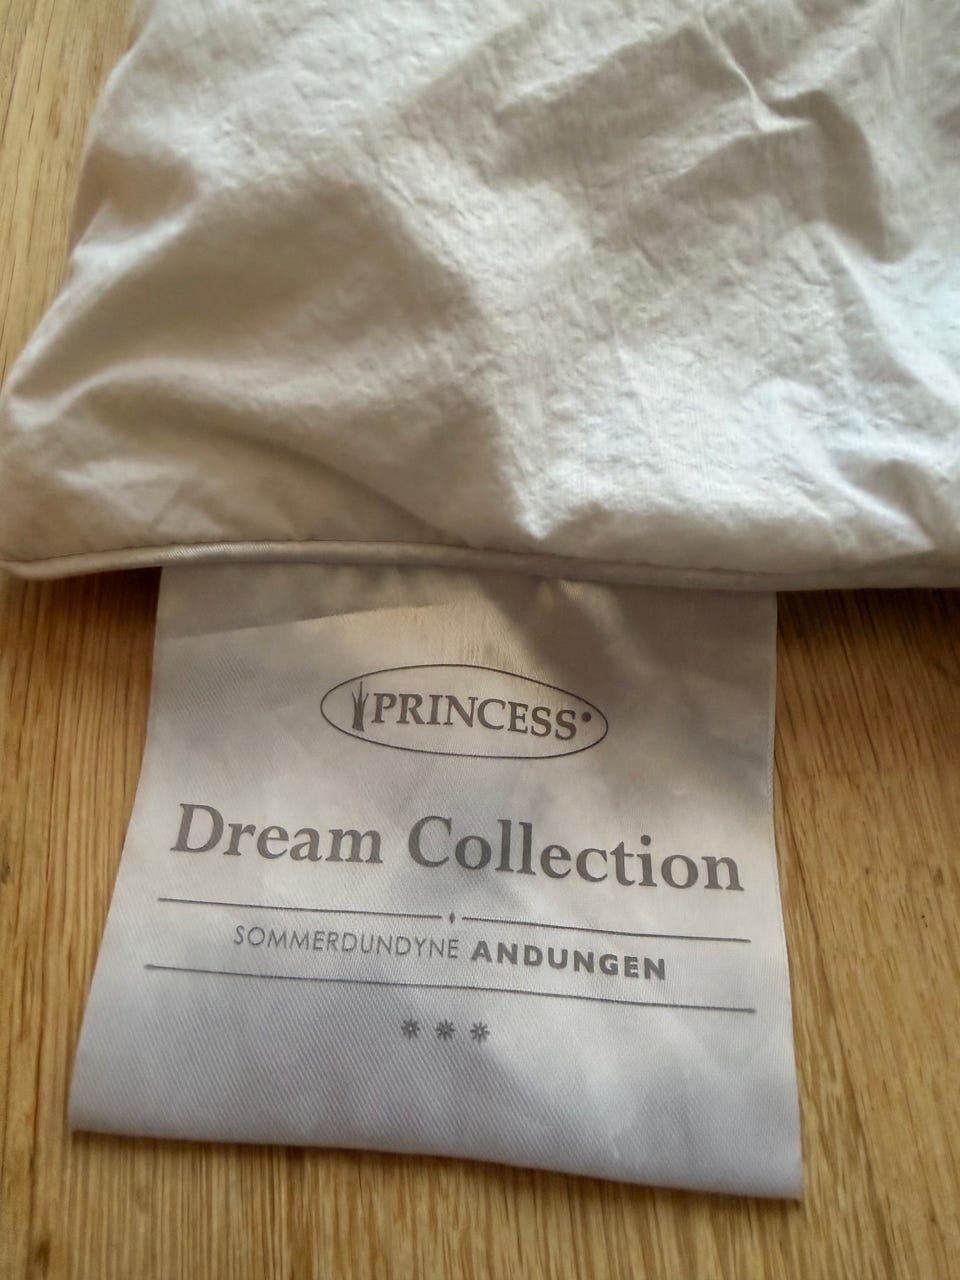 PRINCESS®
Dream Collection
SOMMERDUNDYNE ANDUNGEN